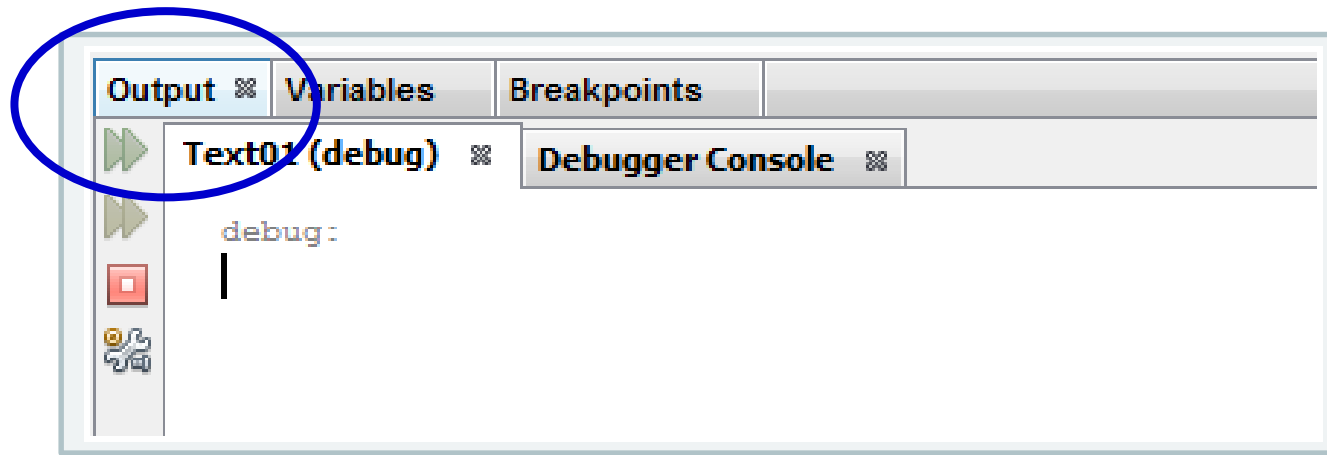 Output Variables Breakpoints
Text01 (debug) Debugger Console
debug: